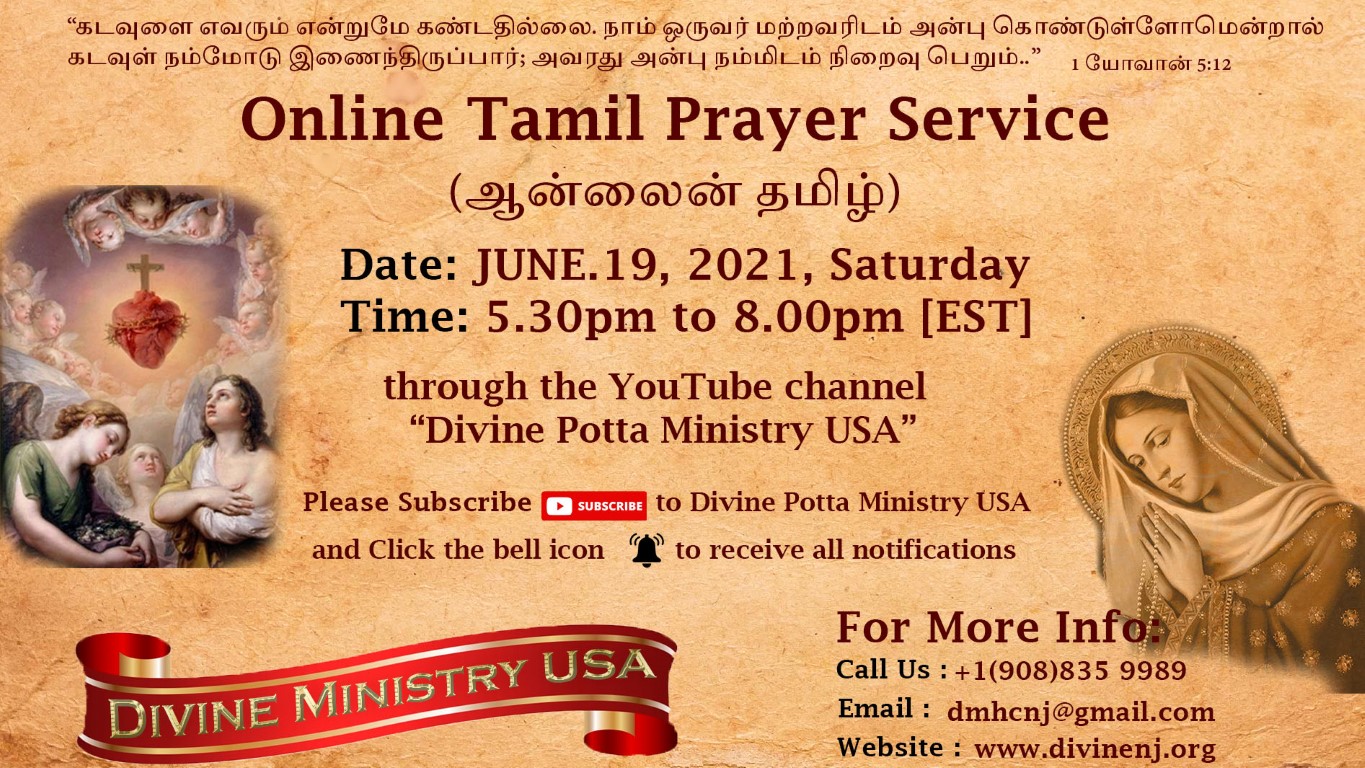 “கடவுளை எவரும் என்றுமே கண்டதில்லை. நாம் ஒருவர் மற்றவரிடம் அன்பு கொண்டுள்ளோமென்றால்
கடவுள் நம்மோடு இணைந்திருப்பார்; அவரது அன்பு நம்மிடம் நிறைவு பெறும்..” 1 யோவான் 5:12
Online Tamil Prayer Service
(ஆன்லைன் தமிழ்)
Date: JUNE.19, 2021, Saturday
Time: 5.30pm to 8.00pm [EST]
through the YouTube channel
“Divine Potta Ministry USA”
Please Subscribe SUBSCRIBE to Divine Potta Ministry USA
and Click the bell icon to receive all notifications
DIVINE MINISTRY USA
For More Info:
Call Us : +1(908)835 9989
Email : dmhcnj@gmail.com
Website : www.divinenj.org